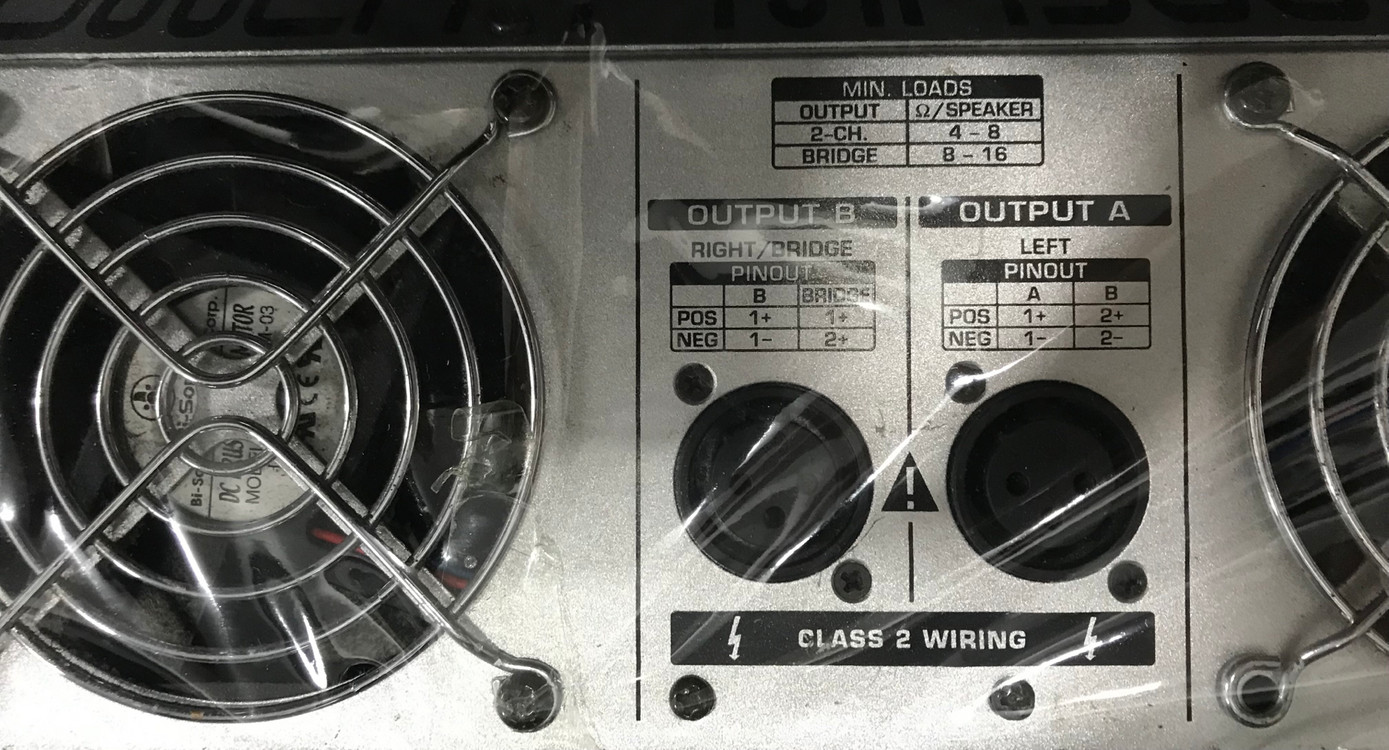 MIN. LOADS
OUTPUT Ω/SPEAKER
2-CH. 4 - 8
BRIDGE 8 - 16
OUTPUT B
RIGHT/BRIDGE
PINOUT
B BRIDGE
POS 1+ 1+
NEG 1- 2+
OUTPUT A
LEFT
PINOUT
A B
POS 1+ 2+
NEG 1- 2-
!
CLASS 2 WIRING
DC